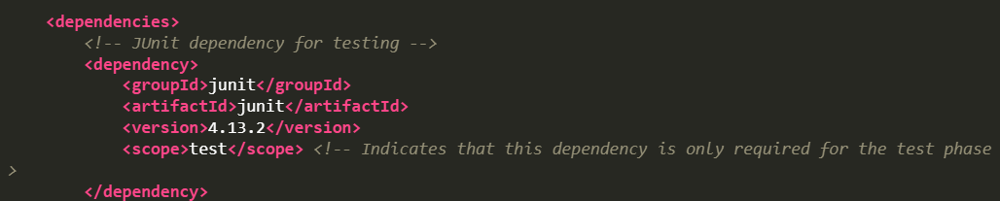 <dependencies>
<!-- JUnit dependency for testing -->
<dependency>
<groupId>junit</groupId>
<artifactId>junit</artifactId>
<version>4.13.2</version>
<scope>test</scope> <!-- Indicates that this dependency is only required for the test phase
>
</dependency>